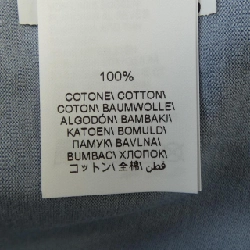 100%
COTONE\ COTTON\
COTON\ BAUMWOLLE\
ALGODÓN\ BAMBAKI\
KATOEN\ BOMULD\
ПАМУК\ BAVLNA\
BUMBAC\ ХЛОПОК\
コットン\ 全棉\ قطن\